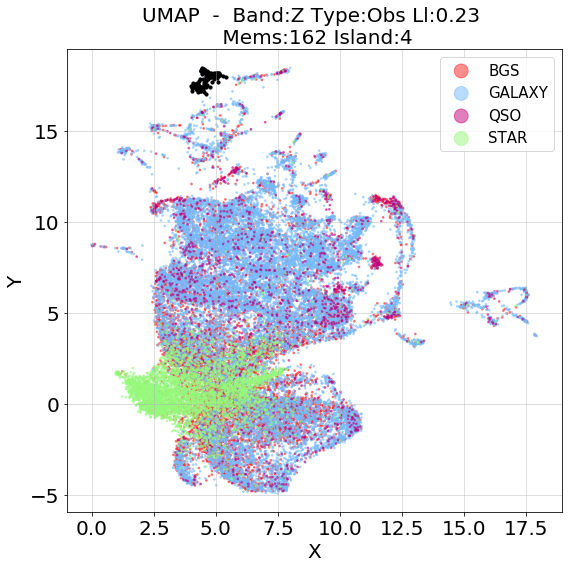 UMAP - Band:Z Type:Obs Ll:0.23
Mems:162 Island:4
BGS
GALAXY
QSO
STAR
Y
15
10
5
0
−5
0.0 2.5 5.0 7.5 10.0 12.5 15.0 17.5
X